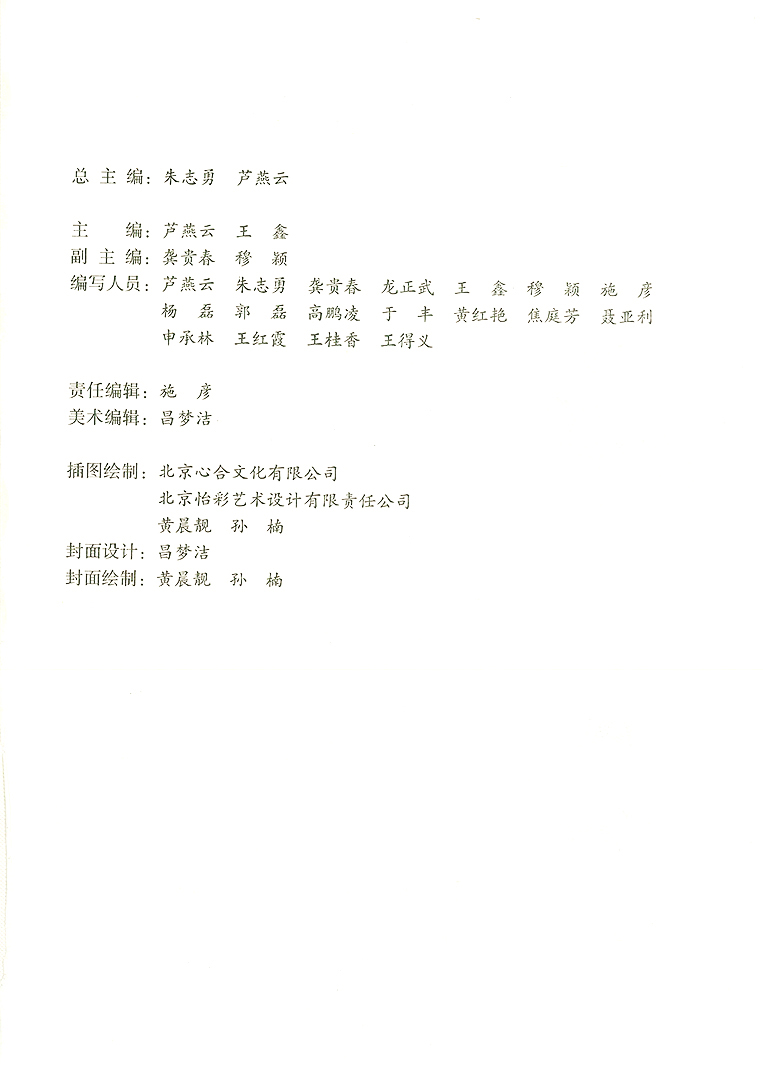 总 主 编：朱志勇 芦燕云
主 编：芦燕云 王 鑫
副 主 编：龚贵春 穆 颖
编写人员：芦燕云 朱志勇 龚贵春 龙正武 王 鑫 穆 颖 施 彦
杨 磊 郭 磊 高鹏凌 于 丰 黄红艳 焦庭芳 聂亚利
申承林 王红霞 王桂香 王得义
责任编辑：施 彦
美术编辑：昌梦洁
插图绘制：北京心合文化有限公司
北京怡彩艺术设计有限责任公司
黄晨靓 孙 楠
封面设计：昌梦洁
封面绘制：黄晨靓 孙 楠